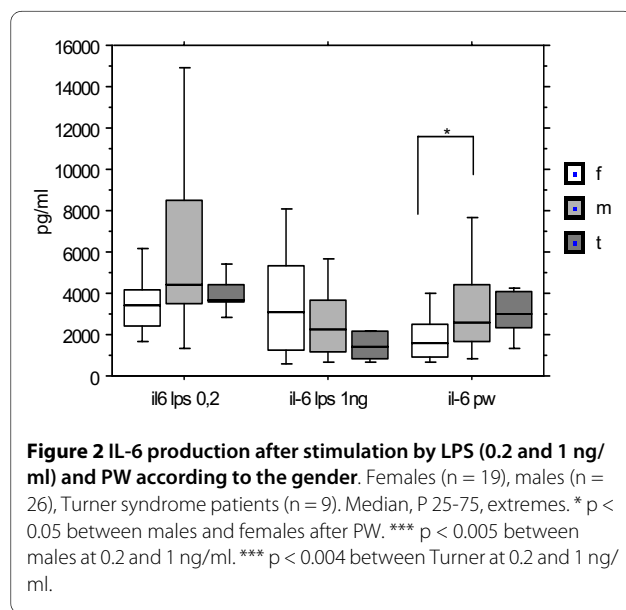 16000
14000
12000
10000
8000
6000
4000
2000
0
pg/ml
*
f
m
t
il6 lps 0,2
il-6 lps 1ng
il-6 pw
Figure 2 IL-6 production after stimulation by LPS (0.2 and 1 ng/
ml) and PW according to the gender. Females (n = 19), males (n =
26), Turner syndrome patients (n = 9). Median, P 25-75, extremes. * p <
0.05 between males and females after PW. *** p < 0.005 between
males at 0.2 and 1 ng/ml. *** p < 0.004 between Turner at 0.2 and 1 ng/
ml.